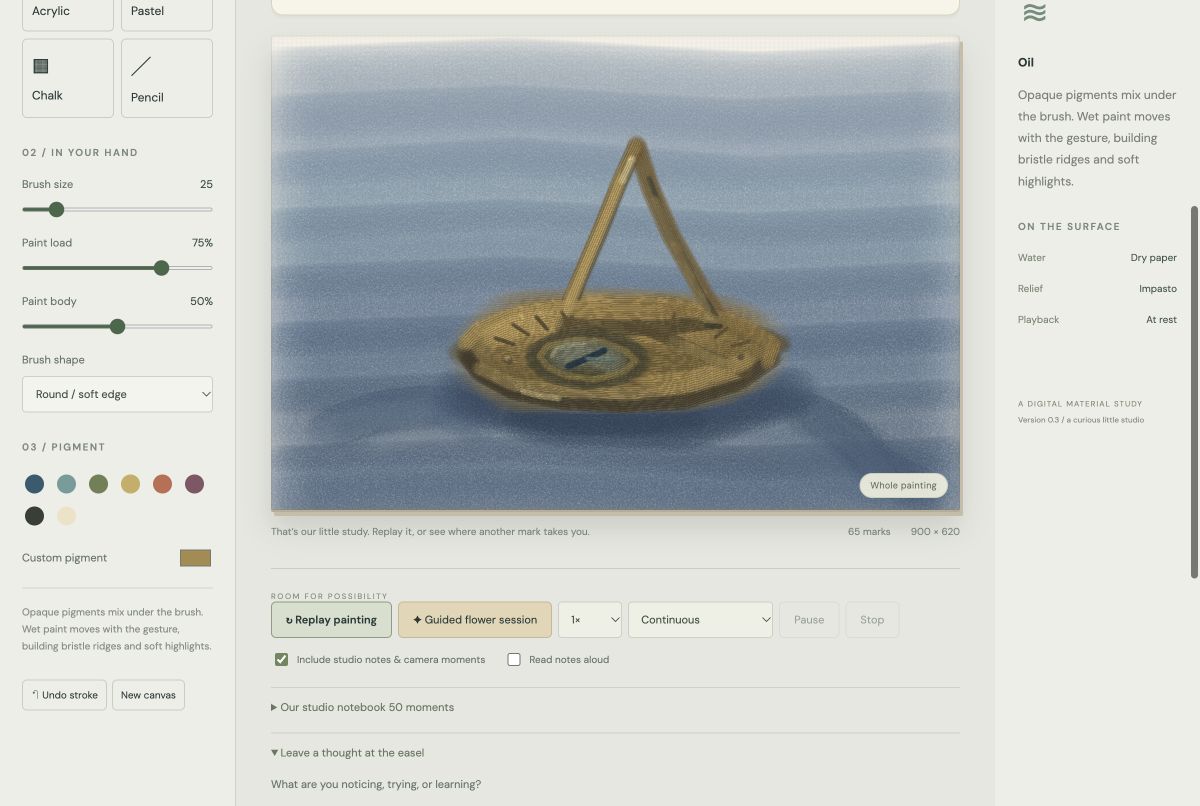 Acrylic
Pastel
Chalk
Pencil
02 / IN YOUR HAND
Brush size 25
Paint load 75%
Paint body 50%
Brush shape
Round / soft edge
03 / PIGMENT
Custom pigment
Opaque pigments mix under the brush.
Wet paint moves with the gesture,
building bristle ridges and soft highlights.
Undo stroke
New canvas
Whole painting
That's our little study. Replay it, or see where another mark takes you.
65 marks
900 × 620
ROOM FOR POSSIBILITY
↻ Replay painting
✦ Guided flower session
1×
Continuous
Pause
Stop
Include studio notes & camera moments
Read notes aloud
Our studio notebook 50 moments
Leave a thought at the easel
What are you noticing, trying, or learning?
Oil
Opaque pigments mix under
the brush. Wet paint moves
with the gesture, building
bristle ridges and soft
highlights.
ON THE SURFACE
Water Dry paper
Relief Impasto
Playback At rest
A DIGITAL MATERIAL STUDY
Version 0.3 / a curious little studio